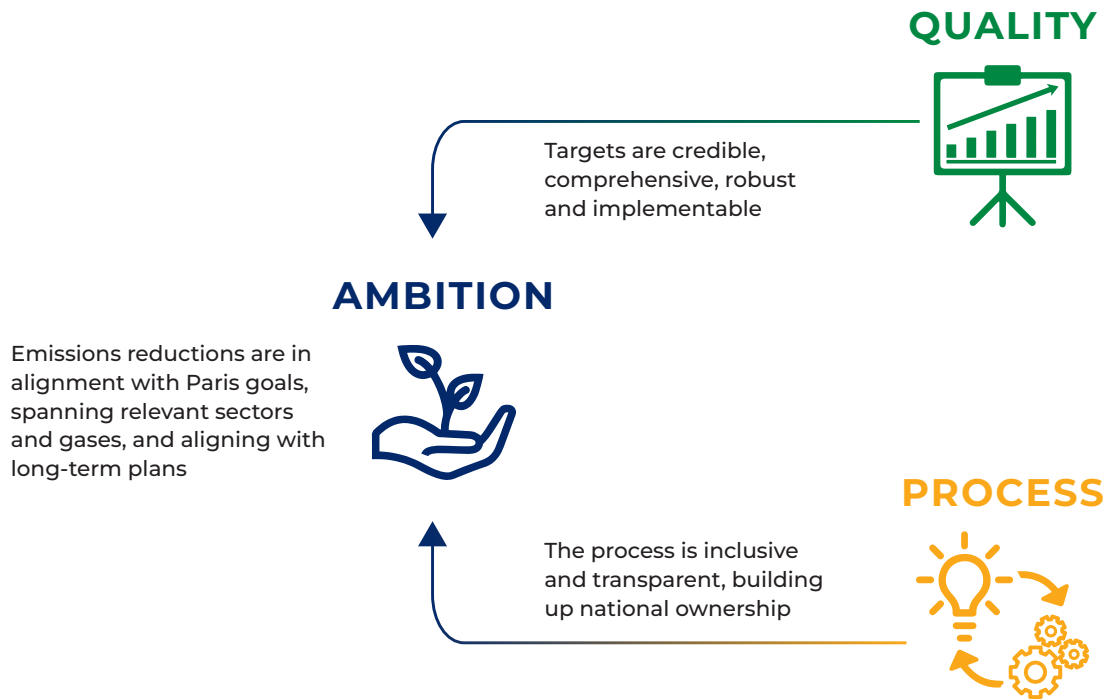 QUALITY
Targets are credible,
comprehensive, robust
and implementable
AMBITION
Emissions reductions are in
alignment with Paris goals,
spanning relevant sectors
and gases, and aligning with
long-term plans
PROCESS
The process is inclusive
and transparent, building
up national ownership